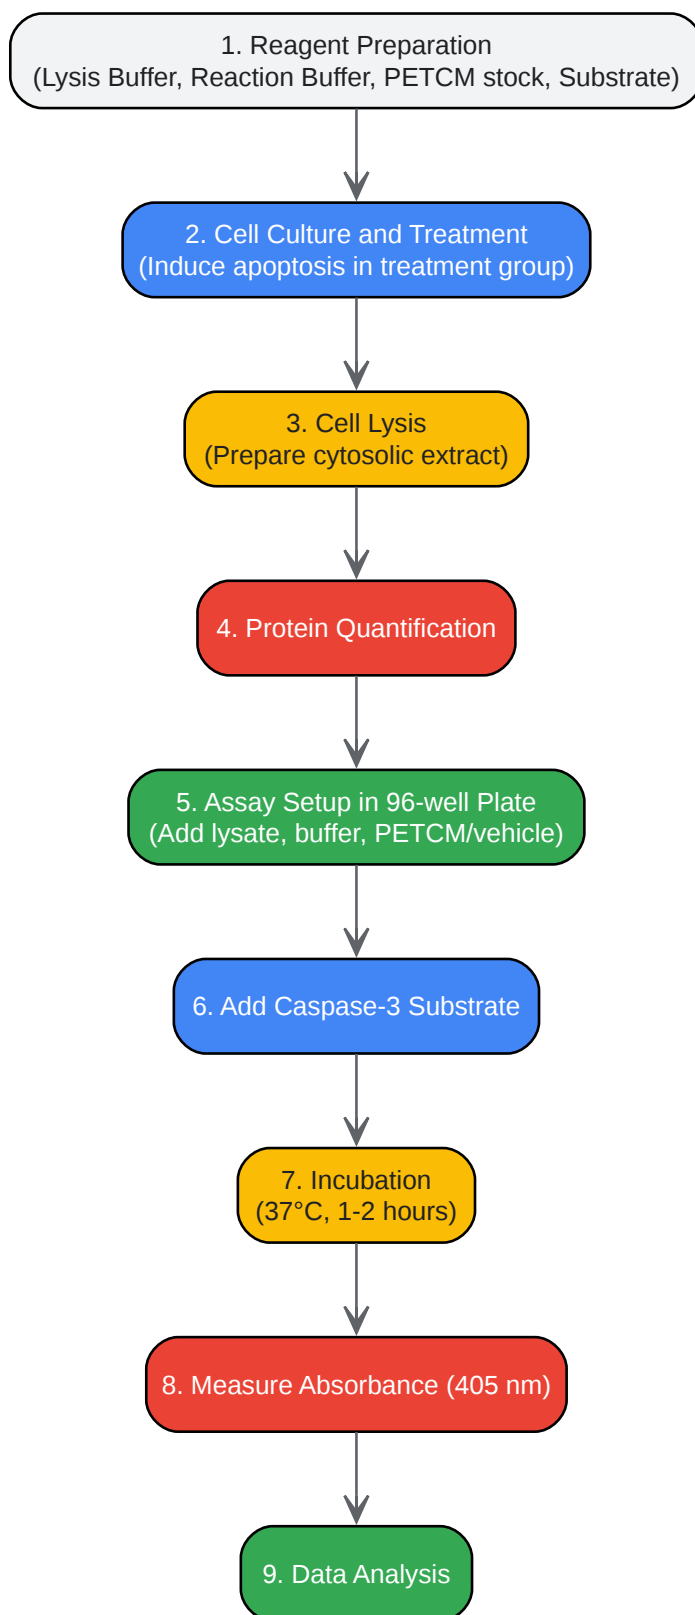 1. Reagent Preparation
(Lysis Buffer, Reaction Buffer, PETCM stock, Substrate)
2. Cell Culture and Treatment
(Induce apoptosis in treatment group)
3. Cell Lysis
(Prepare cytosolic extract)
4. Protein Quantification
5. Assay Setup in 96-well Plate
(Add lysate, buffer, PETCM/vehicle)
6. Add Caspase-3 Substrate
7. Incubation
(37°C, 1-2 hours)
8. Measure Absorbance (405 nm)
9. Data Analysis